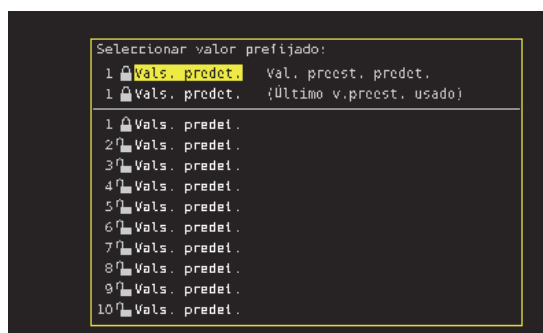 Seleccionar valor prefijado:
1 Vals. predet. Val. preest. predet.
1 Vals. predet. (Último v.preest. usado)
1 Vals. predet.
2 Vals. predet.
3 Vals. predet.
4 Vals. predet.
5 Vals. predet.
6 Vals. predet.
7 Vals. predet.
8 Vals. predet.
9 Vals. predet.
10 Vals. predet.